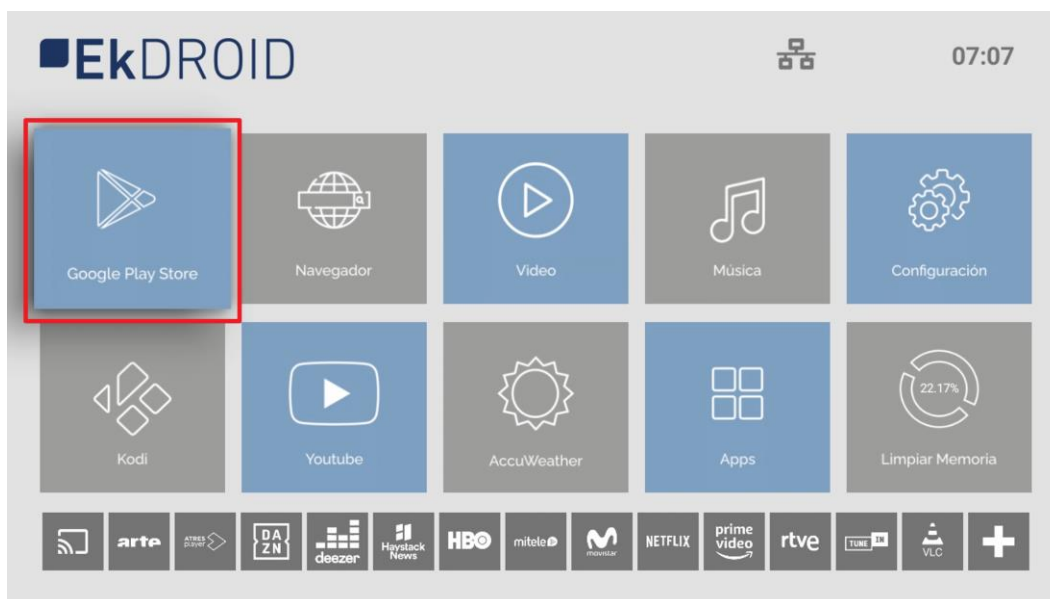 EkDROID
07:07
Google Play Store
Navegador
Video
Música
Configuración
22.17%
Kodi
Youtube
AccuWeather
Apps
Limpiar Memoria
arte
ATRES
player
DA
ZN
deezer
Haystack
News
HBO
mitele
movistar
NETFLIX
prime
video
rtve
TUNE IN
VLC